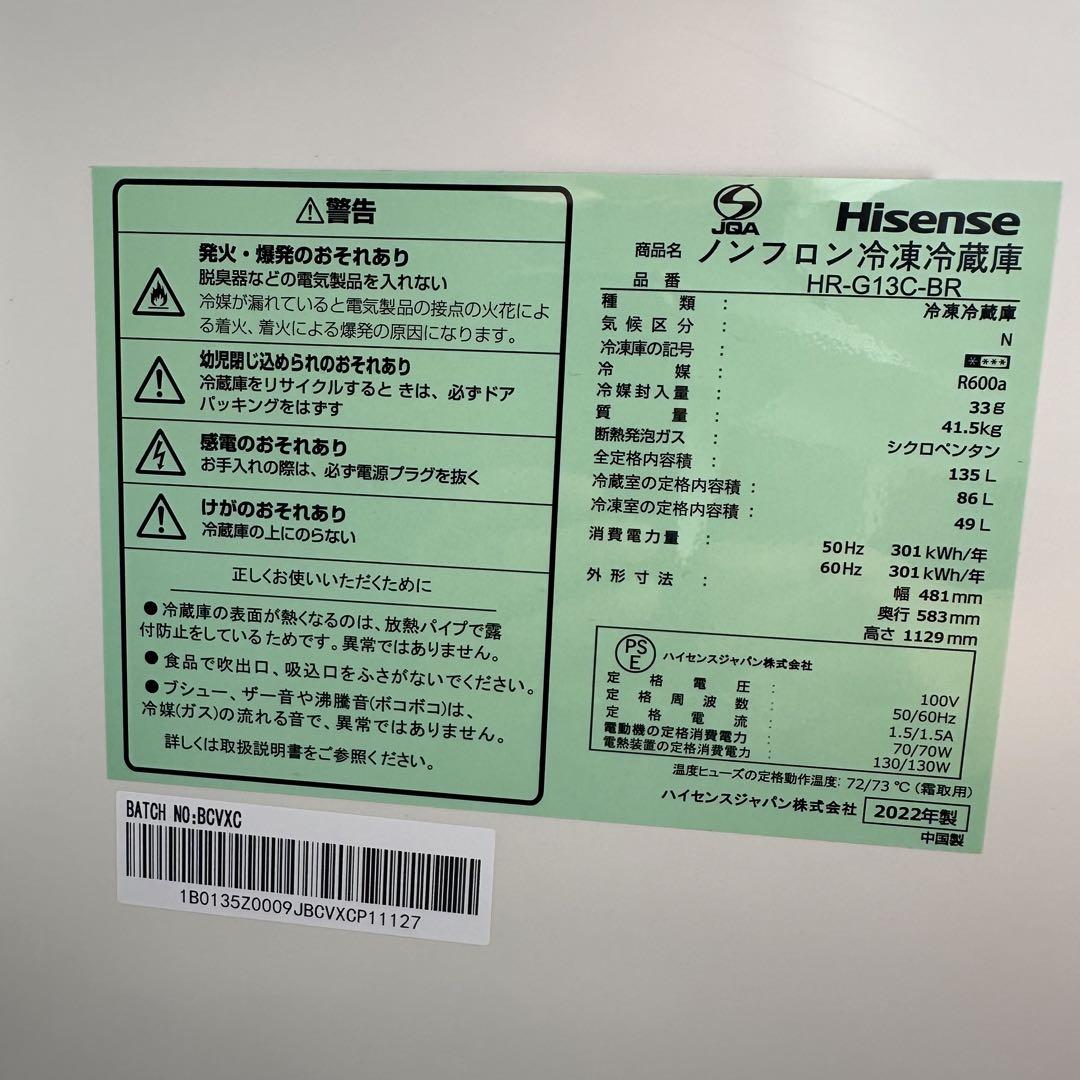 ⚠警告
発火・爆発のおそれあり
脱臭器などの電気製品を入れない
冷媒が漏れていると電気製品の接点の火花によ
る着火、着火による爆発の原因になります。
幼児閉じ込められのおそれあり
冷蔵庫をリサイクルすると きは、必ずドア
パッキングをはずす
感電のおそれあり
お手入れの際は、必ず電源プラグを抜く
けがのおそれあり
冷蔵庫の上にのらない
正しくお使いいただくために
●冷蔵庫の表面が熱くなるのは、放熱パイプで露
付防止をしているためです。異常ではありません。
●食品で吹出口、吸込口をふさがないでください。
●ブシュー、ザー音や沸騰音(ボコボコ)は、
冷媒(ガス)の流れる音で、異常ではありません。
詳しくは取扱説明書をご参照ください。
JQA Hisense
商品名 ノンフロン冷凍冷蔵庫
品番 HR-G13C-BR
種類: 冷凍冷蔵庫
気候区分: N
冷凍庫の記号: ****
冷媒: R600a
冷媒封入量: 33g
質量: 41.5kg
断熱発泡ガス: シクロペンタン
全定格内容積: 135 L
冷蔵室の定格内容積: 86 L
冷凍室の定格内容積: 49 L
消費電力量: 50Hz 301kWh/年
60Hz 301kWh/年
外形寸法: 幅 481mm
奥行 583mm
高さ 1129mm
PSE ハイセンスジャパン株式会社
定格電圧: 100V
定格周波数: 50/60Hz
定格電流: 1.5/1.5A
電動機の定格消費電力: 70/70W
電熱装置の定格消費電力: 130/130W
温度ヒューズの定格動作温度: 72/73℃(霜取用)
ハイセンスジャパン株式会社 2022年製
中国製
BATCH NO:BCVXC
1B0135Z0009JBCVXCP11127